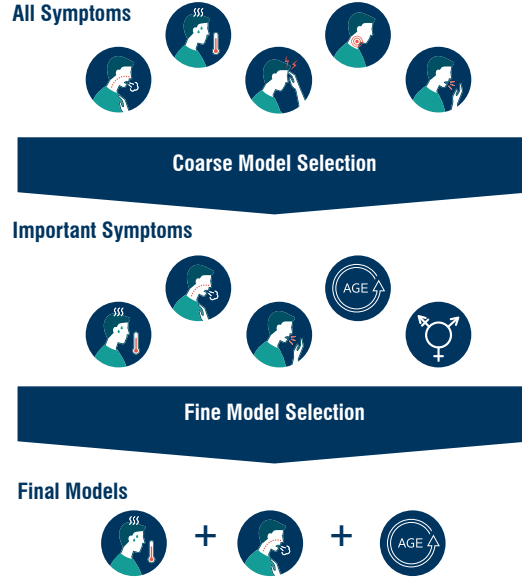 All Symptoms
Coarse Model Selection
Important Symptoms
AGE
Fine Model Selection
Final Models
+ +
AGE